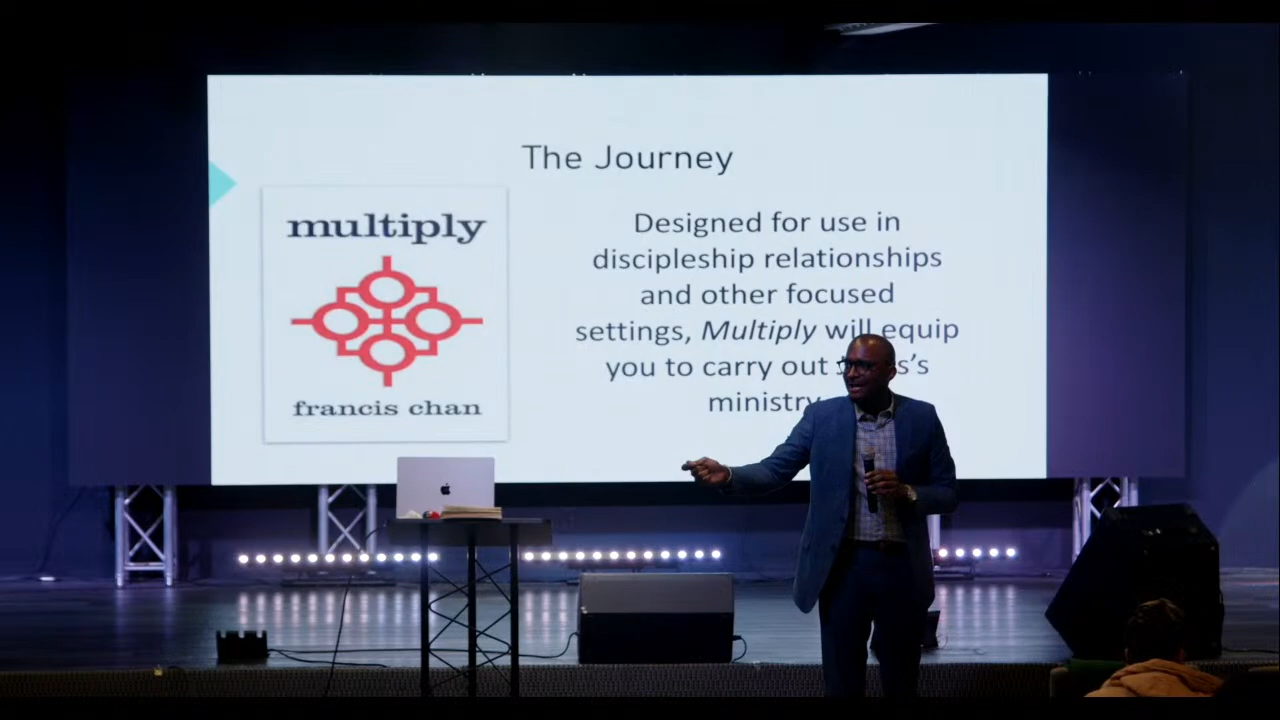 The Journey
multiply
francis chan
Designed for use in
discipleship relationships
and other focused
settings, Multiply will equip
you to carry out 's
ministry